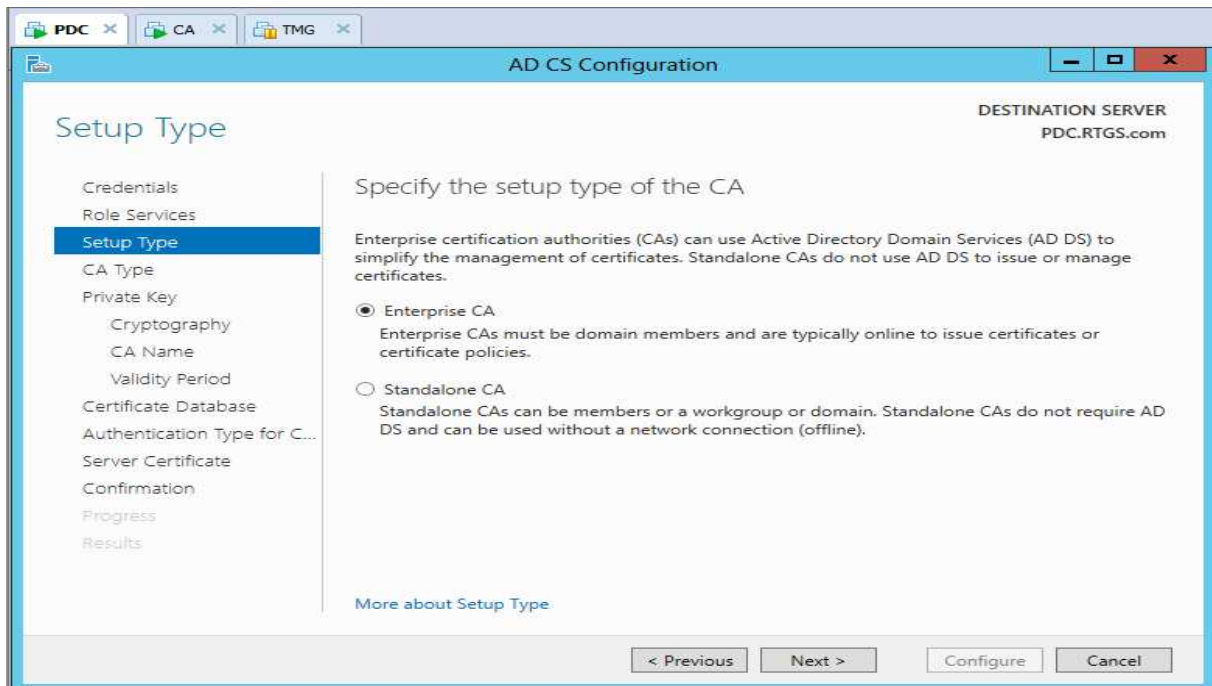 PDC
CA
TMG
AD CS Configuration
Setup Type
DESTINATION SERVER
PDC.RTGS.com
Credentials
Role Services
Setup Type
CA Type
Private Key
Cryptography
CA Name
Validity Period
Certificate Database
Authentication Type for C...
Server Certificate
Confirmation
Progress
Results
Specify the setup type of the CA
Enterprise certification authorities (CAs) can use Active Directory Domain Services (AD DS) to
simplify the management of certificates. Standalone CAs do not use AD DS to issue or manage
certificates.
Enterprise CA
Enterprise CAs must be domain members and are typically online to issue certificates or
certificate policies.
Standalone CA
Standalone CAs can be members or a workgroup or domain. Standalone CAs do not require AD
DS and can be used without a network connection (offline).
More about Setup Type
< Previous
Next >
Configure
Cancel